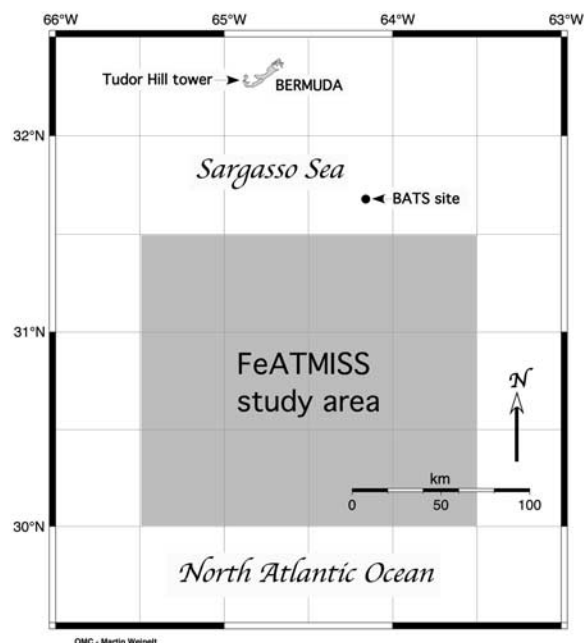 66°W 65°W 64°W 63°W
Tudor Hill tower
BERMUDA
32°N
Sargasso Sea
BATS site
31°N
FeATMISS
study area
N
km
0 50 100
30°N
North Atlantic Ocean
OMC - Martin Weinelt